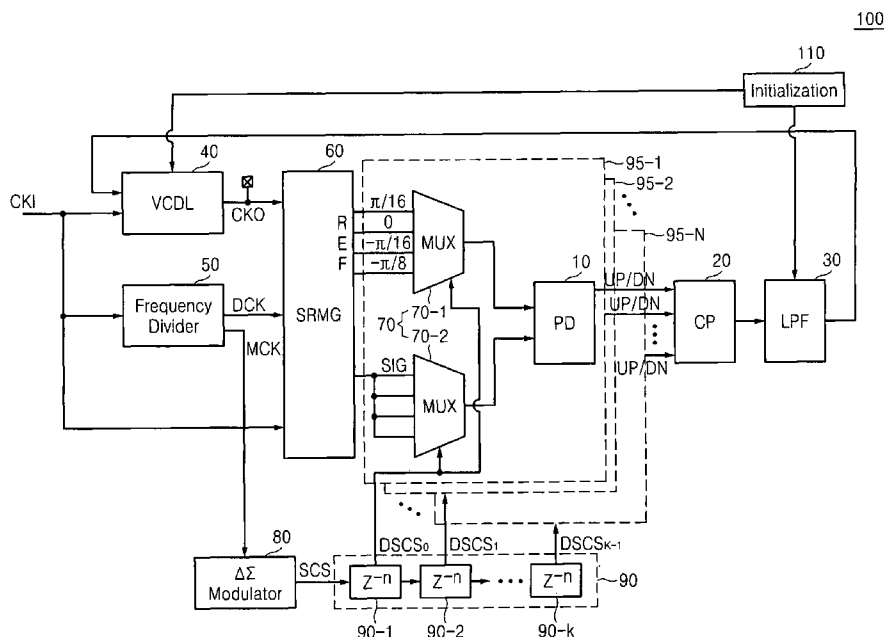 100
110
Initialization
40
VCDL
CKI
CKO
60
SRMG
50
Frequency
Divider
DCK
MCK
π/16
R 0
E -π/16
F -π/8
MUX
70-1
70
70-2
SIG
MUX
95-1
95-2
95-N
10
PD
UP/DN
UP/DN
UP/DN
20
CP
30
LPF
80
ΔΣ
Modulator
SCS
DSCS0
DSCS1
DSCSK-1
Z-n
Z-n
Z-n
90
90-1
90-2
90-k